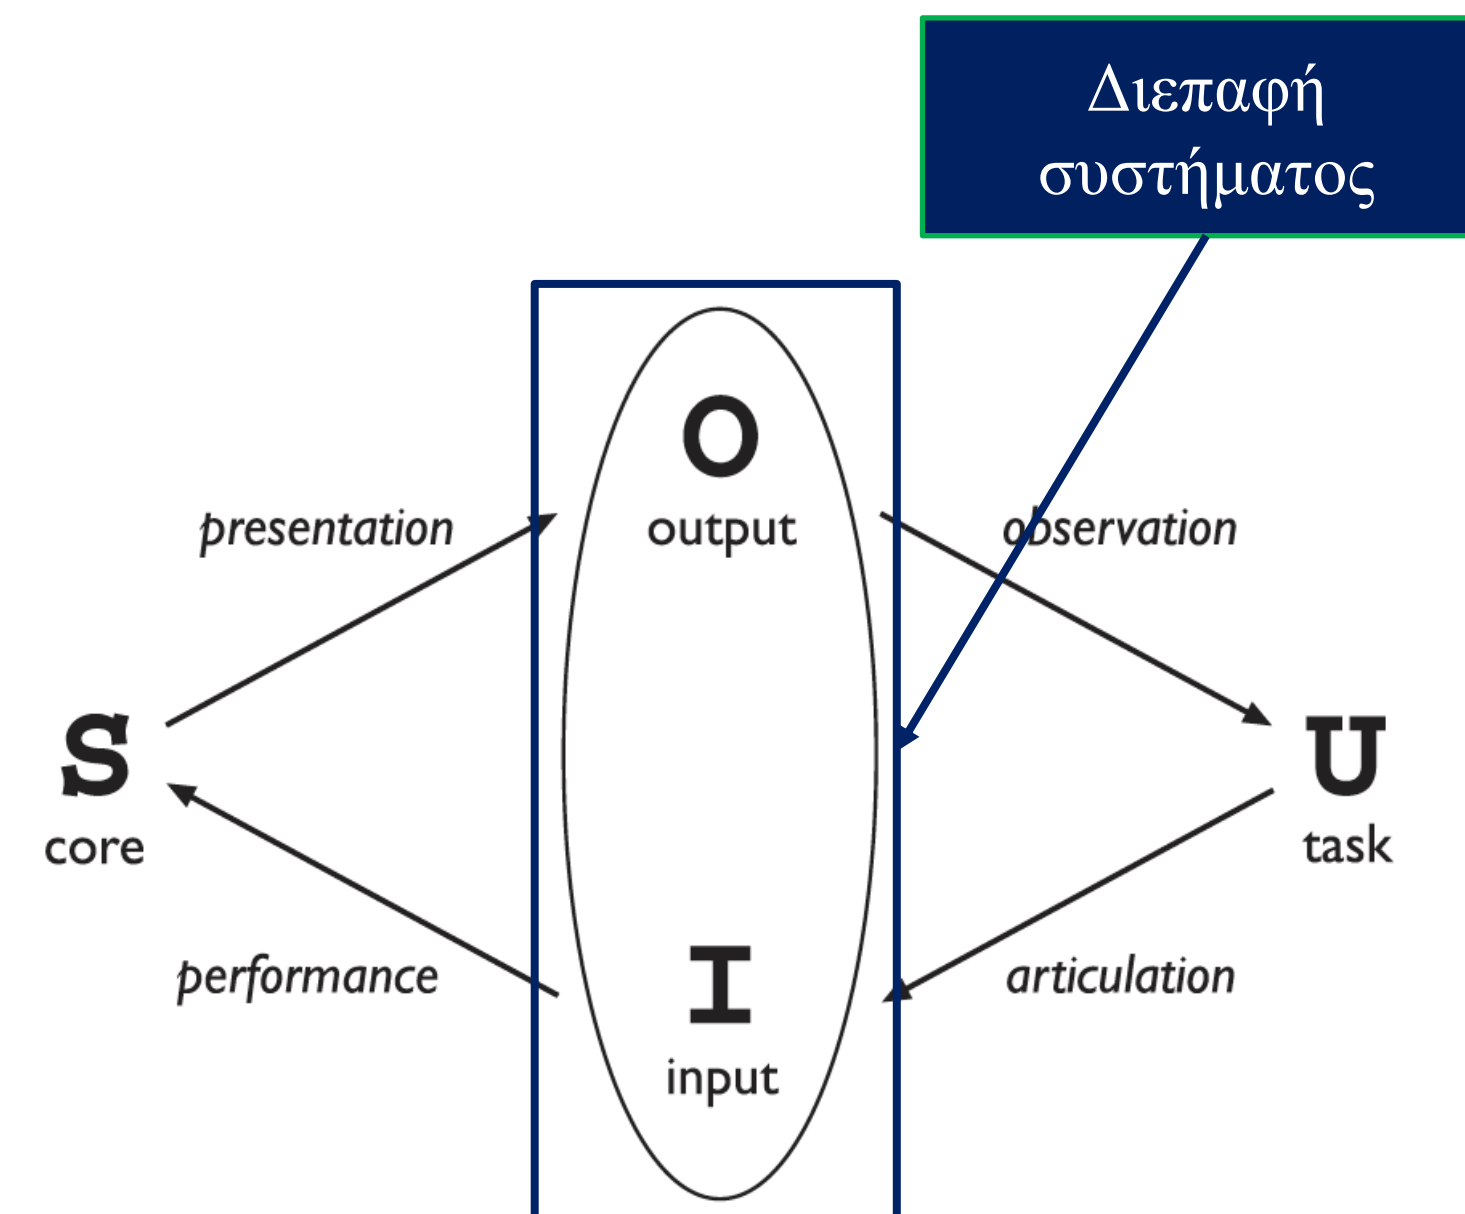 Διεπαφή
συστήματος
O
presentation
output
observation
S
U
core
task
performance
I
articulation
input